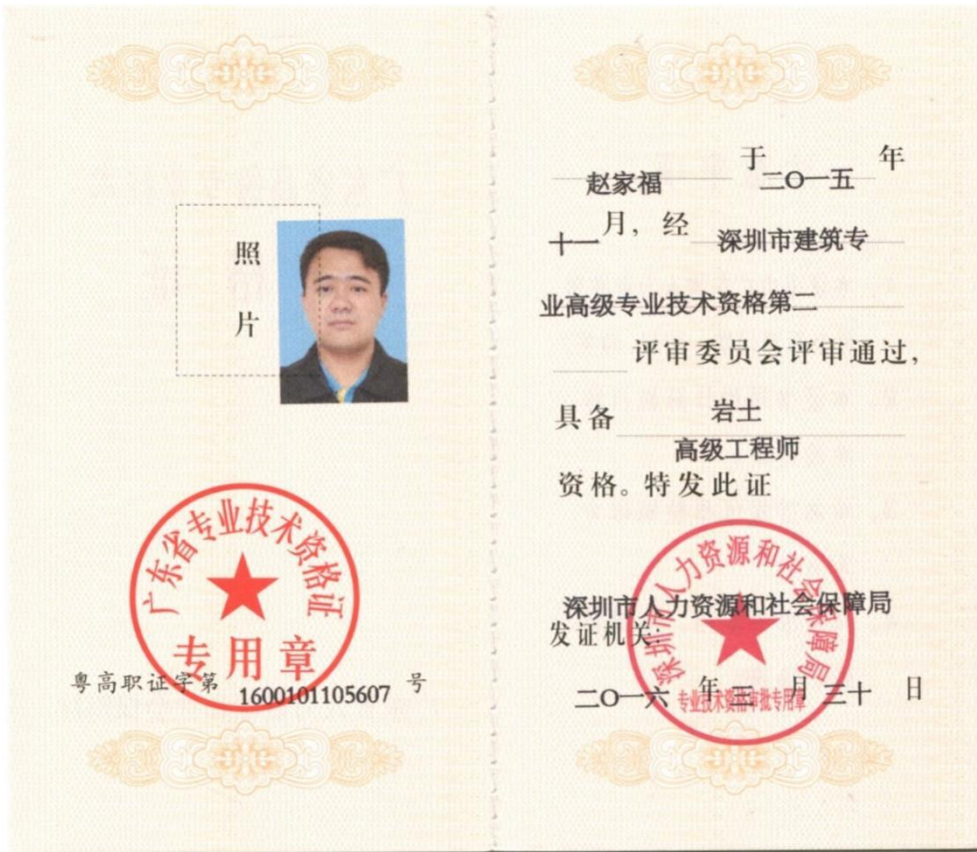 照
片
广东省专业技术资格证
专用章
粤高职证字第 1600101105607 号
赵家福 于 二O一五 年
十一 月，经 深圳市建筑专
业高级专业技术资格第二
评审委员会评审通过，
具备 岩土
高级工程师
资格。特发此证
深圳市人力资源和社会保障局
发证机关：
深圳市人力资源和社会保障局
专业技术资格审批专用章
二O一六 年 二 月 三十 日